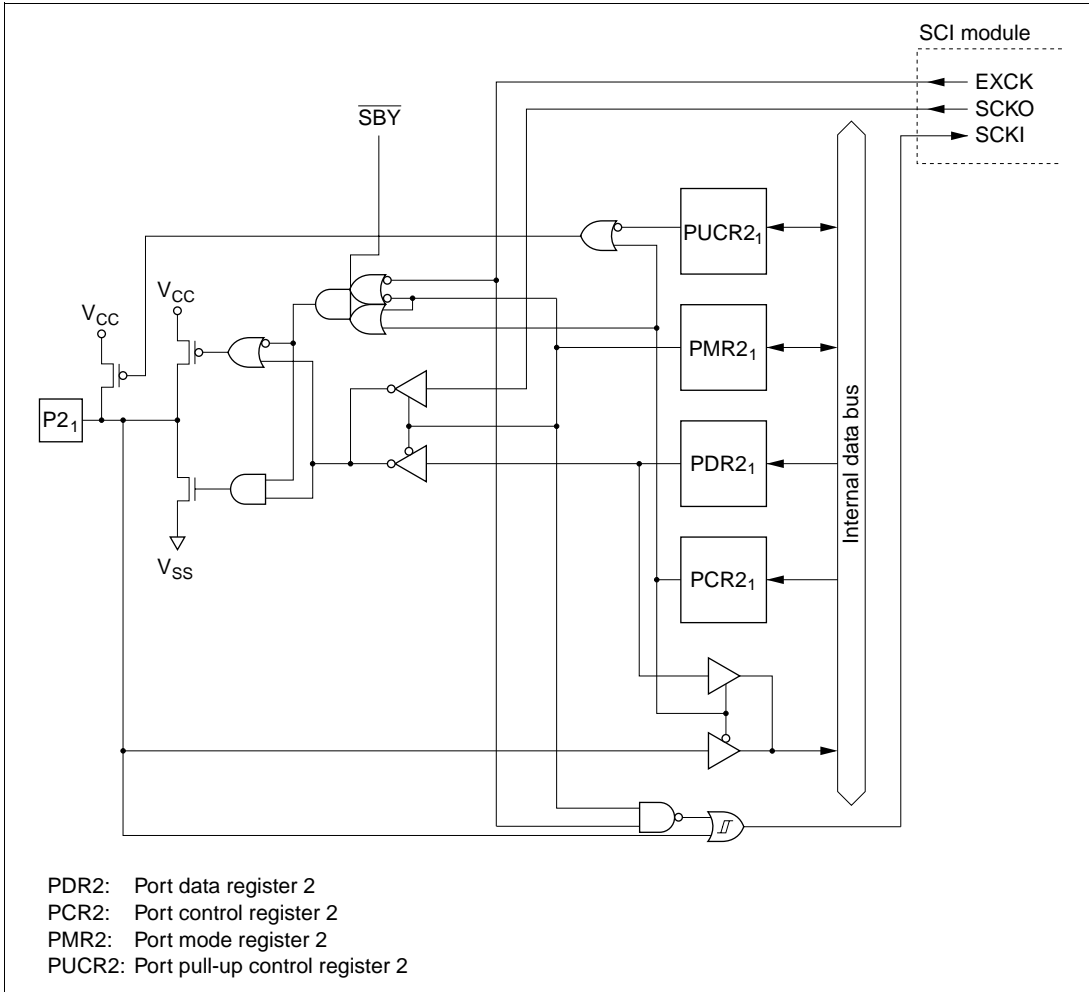 SCI module
EXCK
SCKO
SCKI
SBY
PUCR2₁
VCC
VCC
PMR2₁
P2₁
PDR2₁
Internal data bus
VSS
PCR2₁
PDR2: Port data register 2
PCR2: Port control register 2
PMR2: Port mode register 2
PUCR2: Port pull-up control register 2